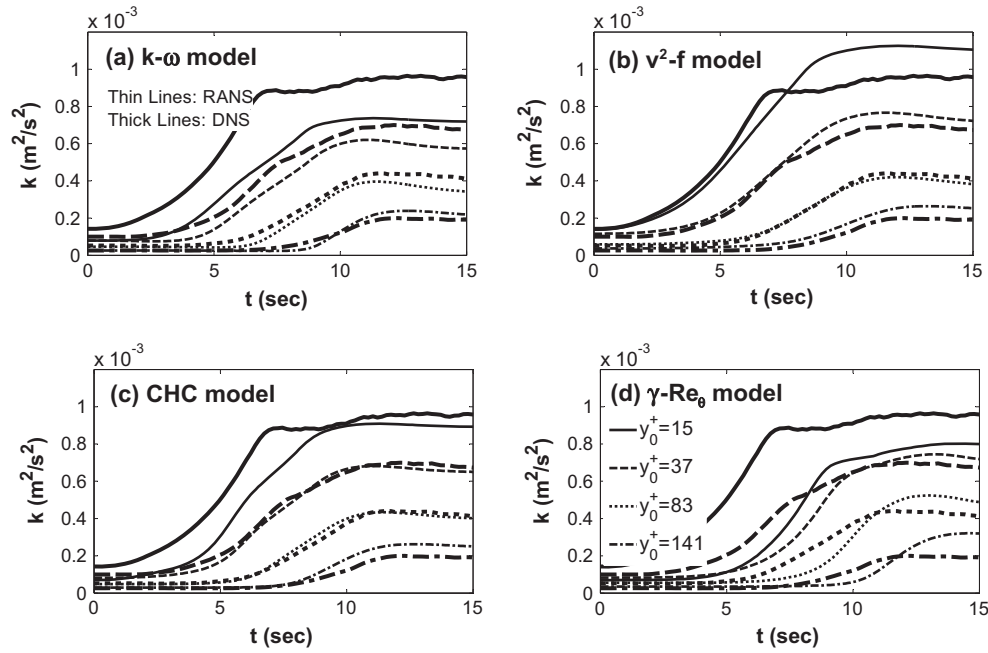 x 10⁻³
(a) k-ω model
Thin Lines: RANS
Thick Lines: DNS
1
0.8
0.6
0.4
0.2
0
k (m²/s²)
0 5 10 15
t (sec)
x 10⁻³
(b) v²-f model
1
0.8
0.6
0.4
0.2
0
k (m²/s²)
0 5 10 15
t (sec)
x 10⁻³
(c) CHC model
1
0.8
0.6
0.4
0.2
0
k (m²/s²)
0 5 10 15
t (sec)
x 10⁻³
(d) γ-Reθ model
y₀⁺=15
y₀⁺=37
y₀⁺=83
y₀⁺=141
1
0.8
0.6
0.4
0.2
0
k (m²/s²)
0 5 10 15
t (sec)